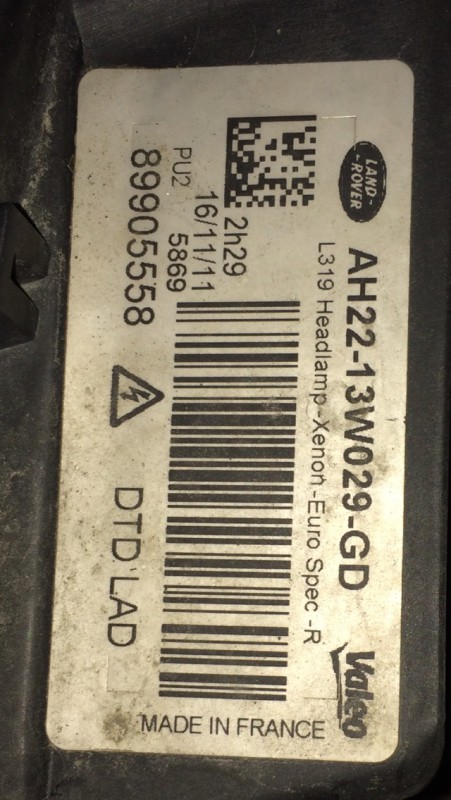 LAND-
ROVER
AH22-13W029-GD
Valeo
L319 Headlamp-Xenon-Euro Spec -R
2h29
16/11/11
5869
PU2
89905558
DTD LAD
MADE IN FRANCE